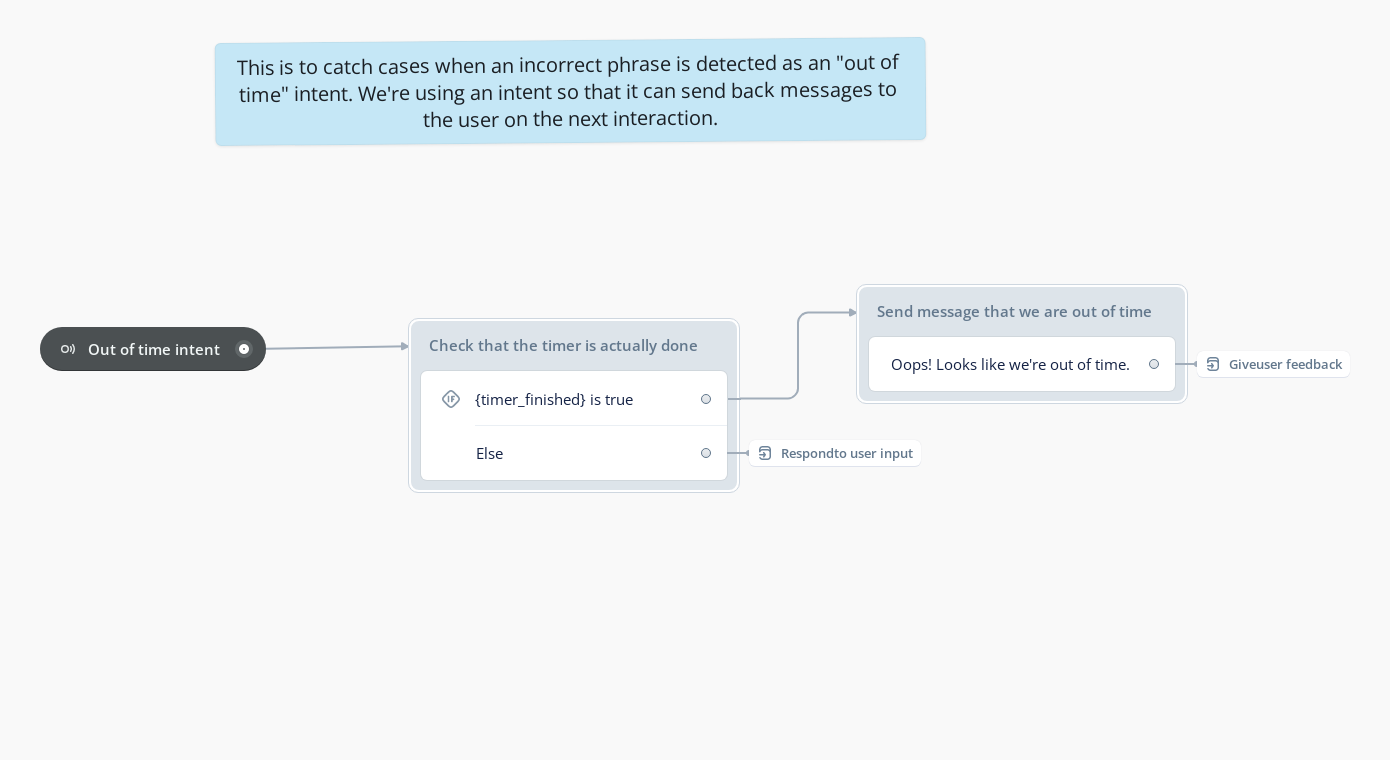 This is to catch cases when an incorrect phrase is detected as an "out of
time" intent. We're using an intent so that it can send back messages to
the user on the next interaction.
Out of time intent
Check that the timer is actually done
IF {timer_finished} is true
Else
Respondto user input
Send message that we are out of time
Oops! Looks like we're out of time.
Giveuser feedback